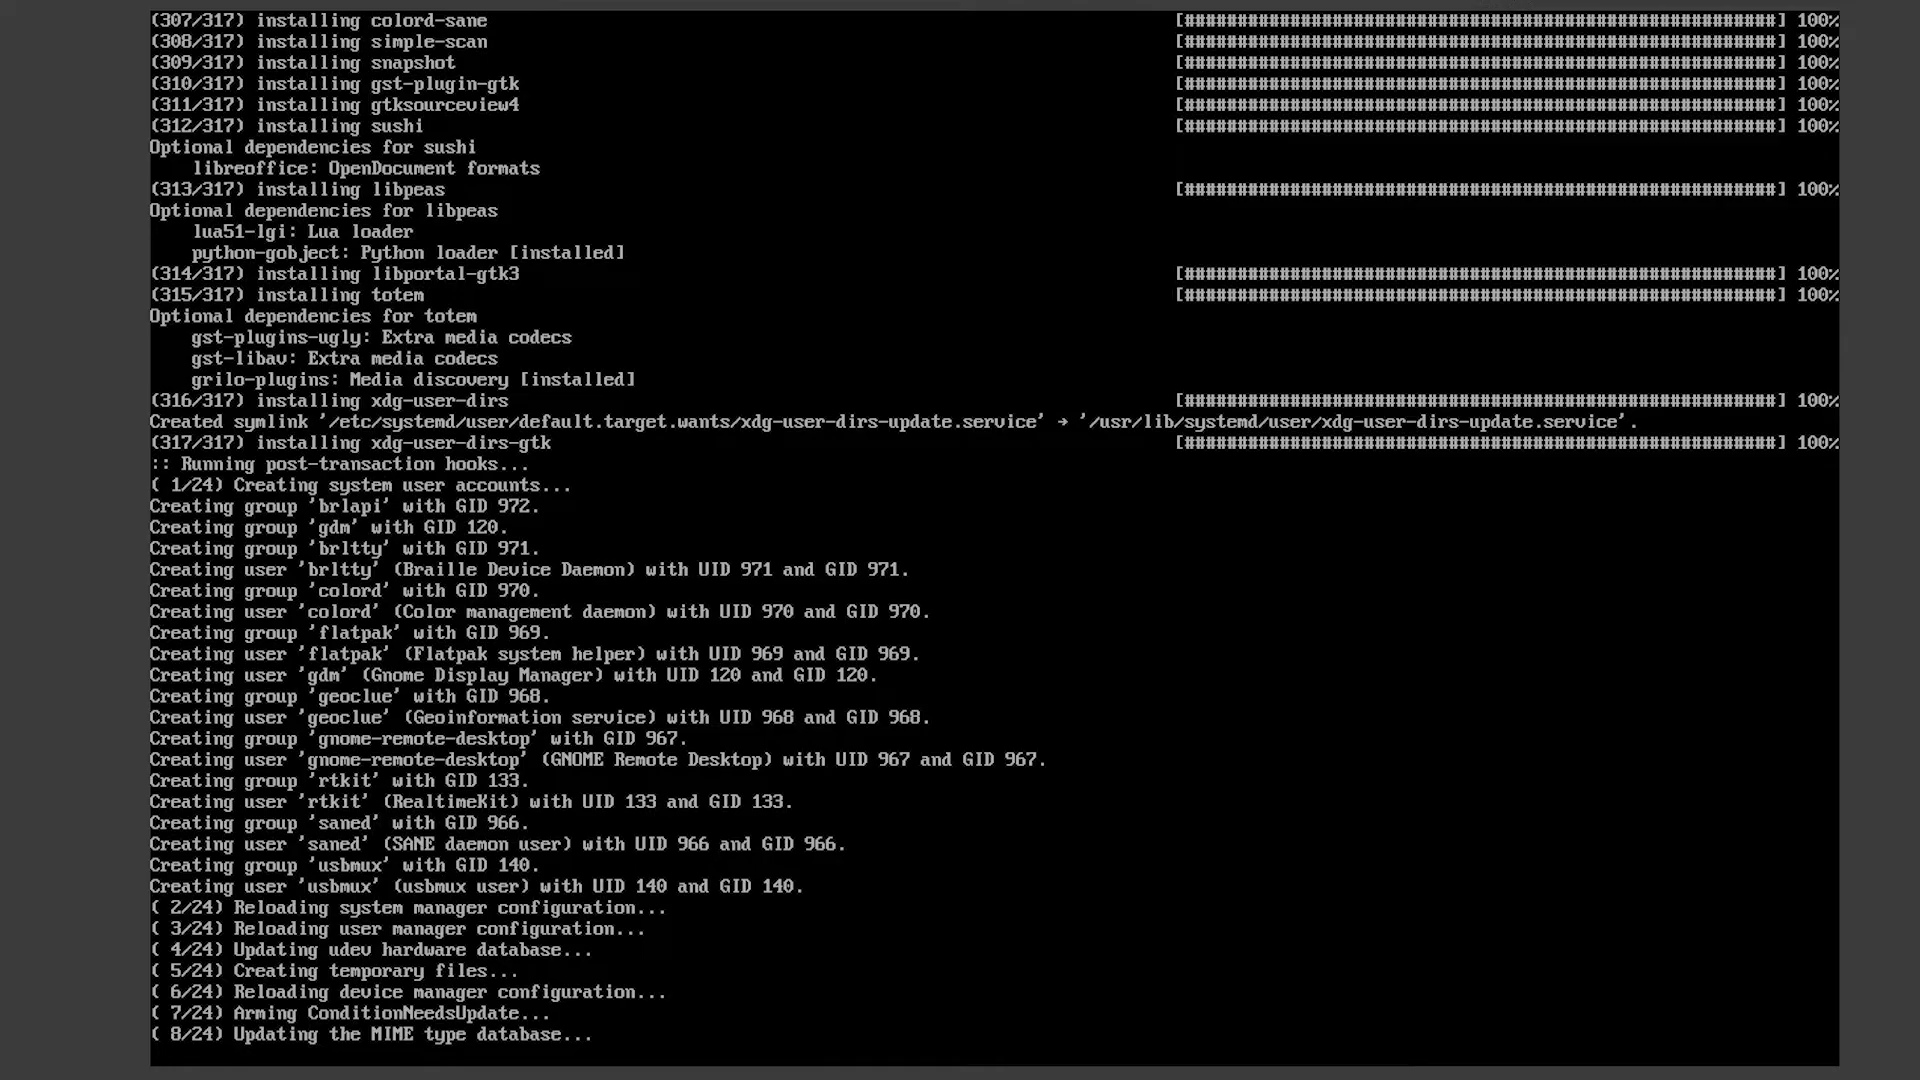 (307/317) installing colord-sane [########################################################] 100%
(308/317) installing simple-scan [########################################################] 100%
(309/317) installing snapshot [########################################################] 100%
(310/317) installing gst-plugin-gtk [########################################################] 100%
(311/317) installing gtksourceview4 [########################################################] 100%
(312/317) installing sushi [########################################################] 100%
Optional dependencies for sushi
libreoffice: OpenDocument formats
(313/317) installing libpeas [########################################################] 100%
Optional dependencies for libpeas
lua51-lgi: Lua loader
python-gobject: Python loader [installed]
(314/317) installing libportal-gtk3 [########################################################] 100%
(315/317) installing totem [########################################################] 100%
Optional dependencies for totem
gst-plugins-ugly: Extra media codecs
gst-libav: Extra media codecs
grilo-plugins: Media discovery [installed]
(316/317) installing xdg-user-dirs [########################################################] 100%
Created symlink '/etc/systemd/user/default.target.wants/xdg-user-dirs-update.service' → '/usr/lib/systemd/user/xdg-user-dirs-update.service'.
(317/317) installing xdg-user-dirs-gtk [########################################################] 100%
:: Running post-transaction hooks...
( 1/24) Creating system user accounts...
Creating group 'brlapi' with GID 972.
Creating group 'gdm' with GID 120.
Creating group 'brltty' with GID 971.
Creating user 'brltty' (Braille Device Daemon) with UID 971 and GID 971.
Creating group 'colord' with GID 970.
Creating user 'colord' (Color management daemon) with UID 970 and GID 970.
Creating group 'flatpak' with GID 969.
Creating user 'flatpak' (Flatpak system helper) with UID 969 and GID 969.
Creating user 'gdm' (Gnome Display Manager) with UID 120 and GID 120.
Creating group 'geoclue' with GID 968.
Creating user 'geoclue' (Geoinformation service) with UID 968 and GID 968.
Creating group 'gnome-remote-desktop' with GID 967.
Creating user 'gnome-remote-desktop' (GNOME Remote Desktop) with UID 967 and GID 967.
Creating group 'rtkit' with GID 133.
Creating user 'rtkit' (RealtimeKit) with UID 133 and GID 133.
Creating group 'saned' with GID 966.
Creating user 'saned' (SANE daemon user) with UID 966 and GID 966.
Creating group 'usbmux' with GID 140.
Creating user 'usbmux' (usbmux user) with UID 140 and GID 140.
( 2/24) Reloading system manager configuration...
( 3/24) Reloading user manager configuration...
( 4/24) Updating udev hardware database...
( 5/24) Creating temporary files...
( 6/24) Reloading device manager configuration...
( 7/24) Arming ConditionNeedsUpdate...
( 8/24) Updating the MIME type database...